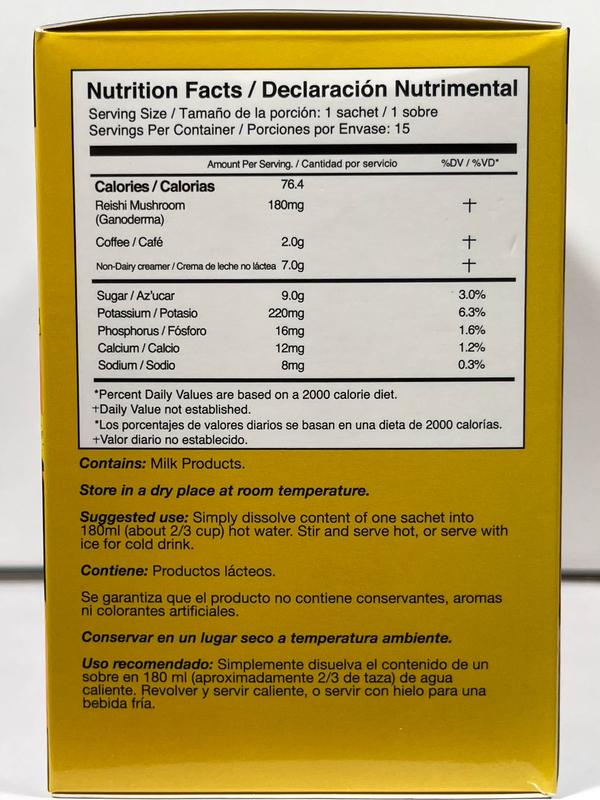 Nutrition Facts / Declaración Nutrimental
Serving Size / Tamaño de la porción: 1 sachet / 1 sobre
Servings Per Container / Porciones por Envase: 15
Amount Per Serving. / Cantidad por servicio %DV / %VD*
Calories / Calorias 76.4
Reishi Mushroom 180mg †
(Ganoderma)
Coffee / Café 2.0g †
Non-Dairy creamer / Crema de leche no láctea 7.0g †
Sugar / Az'ucar 9.0g 3.0%
Potassium / Potasio 220mg 6.3%
Phosphorus / Fósforo 16mg 1.6%
Calcium / Calcio 12mg 1.2%
Sodium / Sodio 8mg 0.3%
*Percent Daily Values are based on a 2000 calorie diet.
†Daily Value not established.
*Los porcentajes de valores diarios se basan en una dieta de 2000 calorías.
†Valor diario no establecido.
Contains: Milk Products.
Store in a dry place at room temperature.
Suggested use: Simply dissolve content of one sachet into
180ml (about 2/3 cup) hot water. Stir and serve hot, or serve with
ice for cold drink.
Contiene: Productos lácteos.
Se garantiza que el producto no contiene conservantes, aromas
ni colorantes artificiales.
Conservar en un lugar seco a temperatura ambiente.
Uso recomendado: Simplemente disuelva el contenido de un
sobre en 180 ml (aproximadamente 2/3 de taza) de agua
caliente. Revolver y servir caliente, o servir con hielo para una
bebida fría.